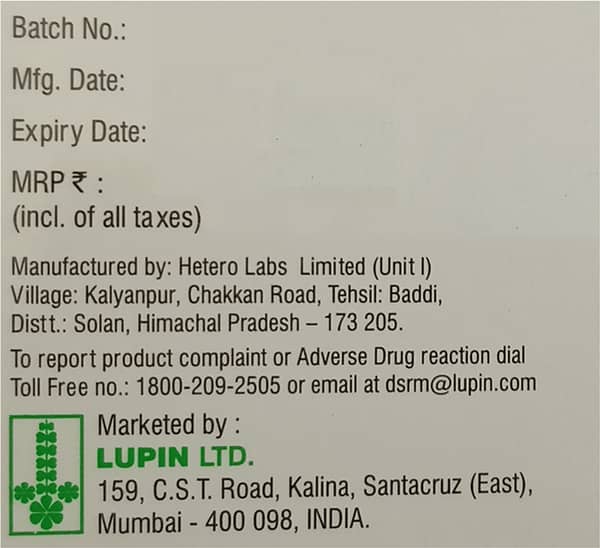 Batch No.:
Mfg. Date:
Expiry Date:
MRP ₹ :
(incl. of all taxes)
Manufactured by: Hetero Labs Limited (Unit I)
Village: Kalyanpur, Chakkan Road, Tehsil: Baddi,
Distt.: Solan, Himachal Pradesh – 173 205.
To report product complaint or Adverse Drug reaction dial
Toll Free no.: 1800-209-2505 or email at dsrm@lupin.com
Marketed by :
LUPIN LTD.
159, C.S.T. Road, Kalina, Santacruz (East),
Mumbai - 400 098, INDIA.